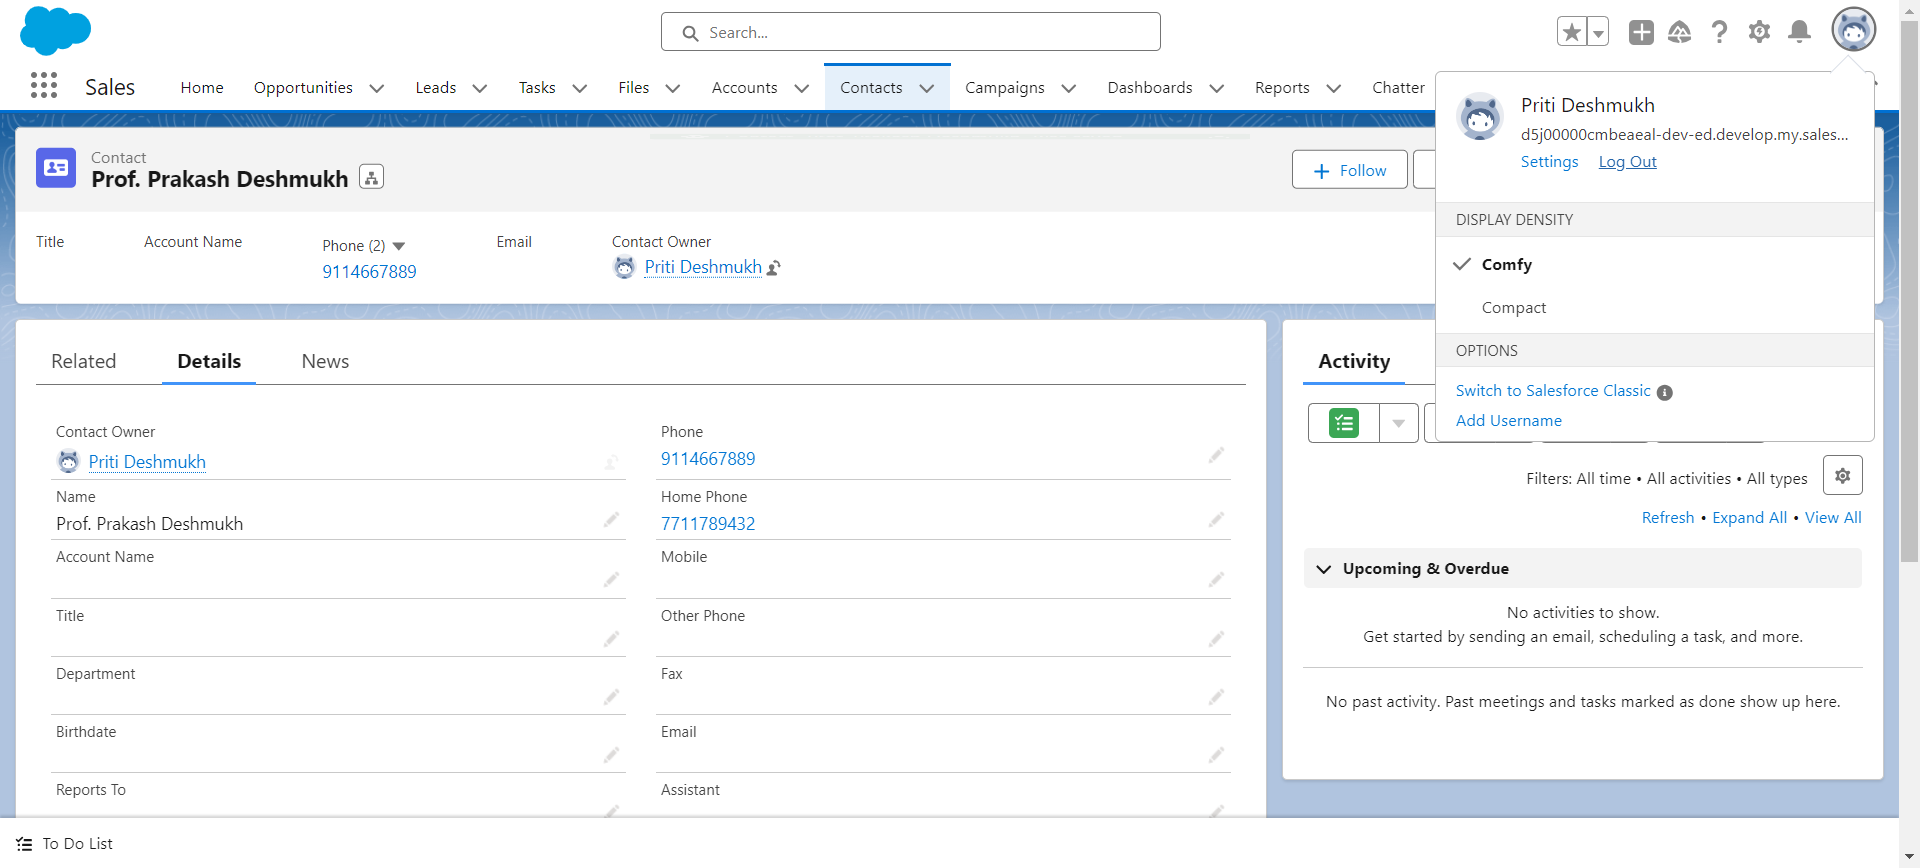 Search...
Sales
Home
Opportunities
Leads
Tasks
Files
Accounts
Contacts
Campaigns
Dashboards
Reports
Chatter
Priti Deshmukh
d5j00000cmbeaeal-dev-ed.develop.my.sales...
Settings Log Out
DISPLAY DENSITY
Comfy
Compact
OPTIONS
Switch to Salesforce Classic
Add Username
Contact
Prof. Prakash Deshmukh
Follow
Title
Account Name
Phone (2)
9114667889
Email
Contact Owner
Priti Deshmukh
Related
Details
News
Contact Owner
Priti Deshmukh
Phone
9114667889
Name
Prof. Prakash Deshmukh
Home Phone
7711789432
Account Name
Mobile
Title
Other Phone
Department
Fax
Birthdate
Email
Reports To
Assistant
Activity
Filters: All time • All activities • All types
Refresh • Expand All • View All
Upcoming & Overdue
No activities to show.
Get started by sending an email, scheduling a task, and more.
No past activity. Past meetings and tasks marked as done show up here.
To Do List